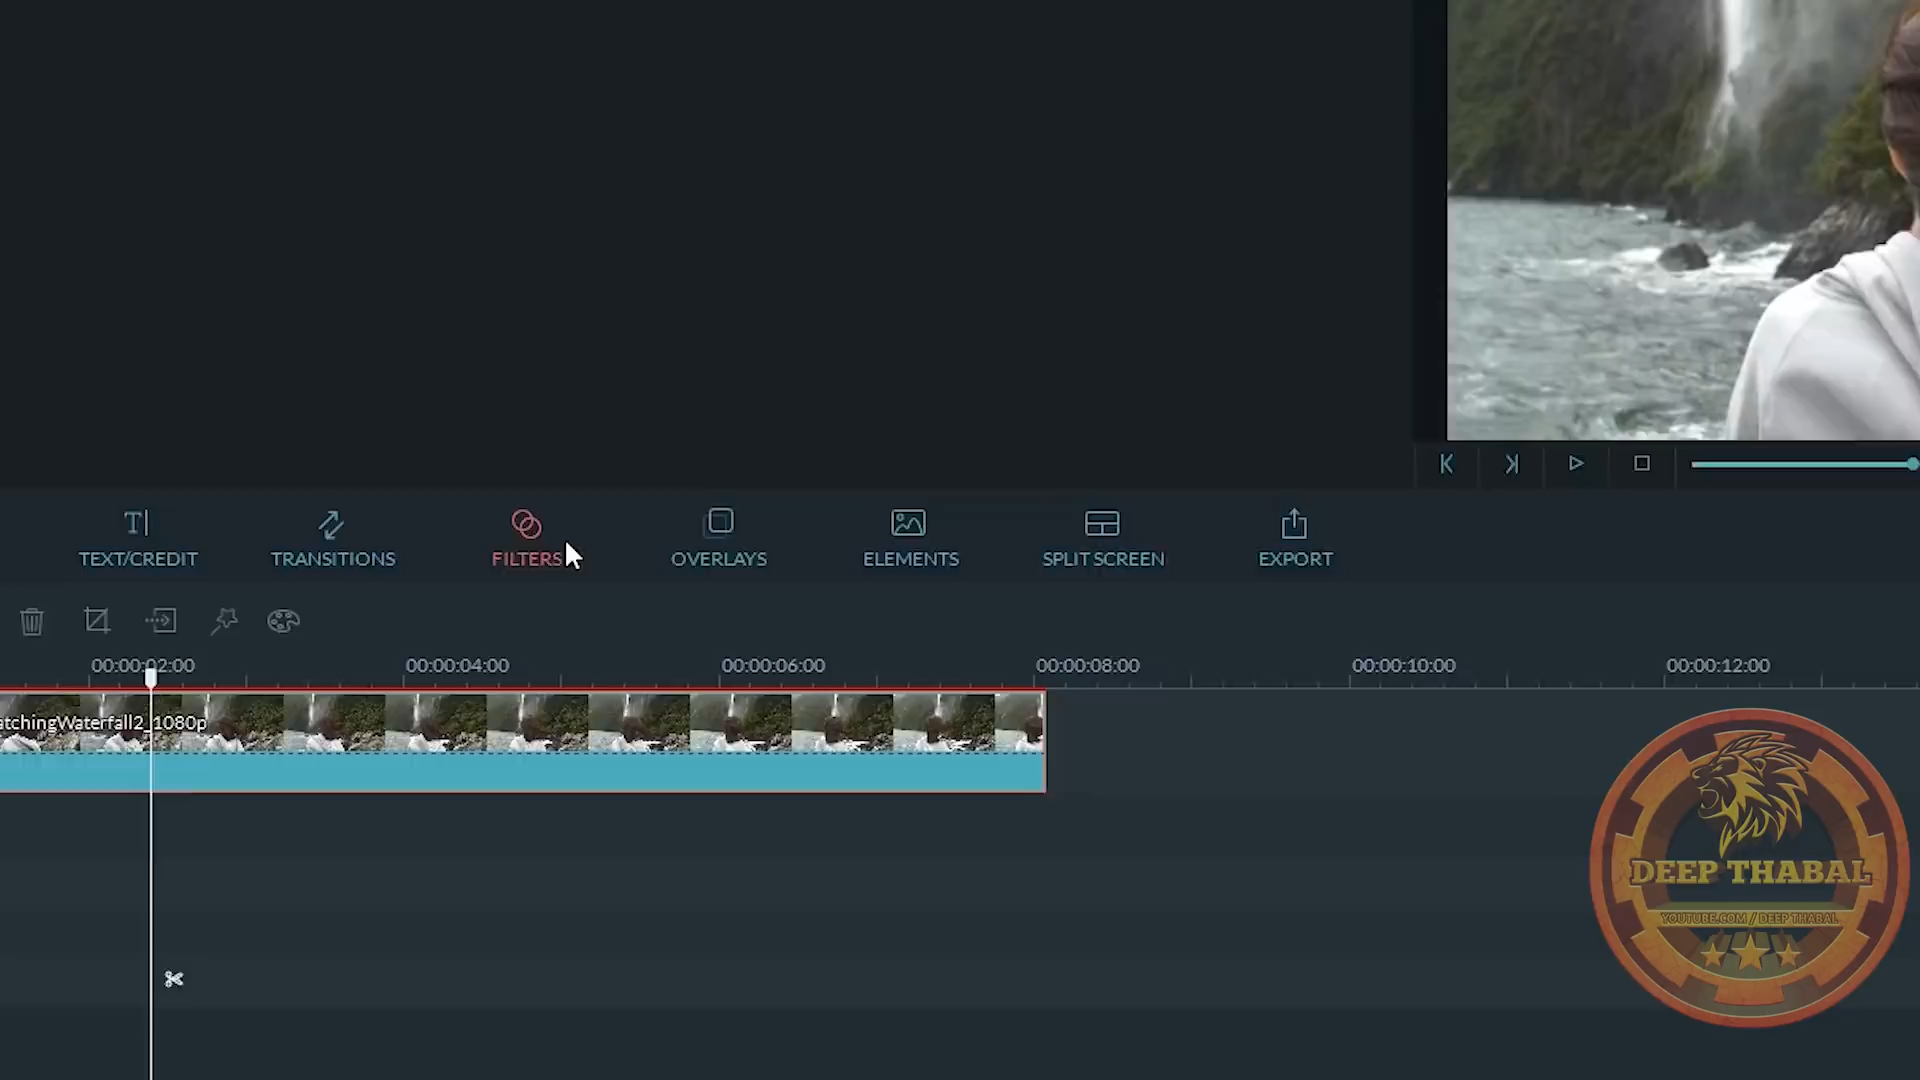 TEXT/CREDIT
TRANSITIONS
FILTERS
OVERLAYS
ELEMENTS
SPLIT SCREEN
EXPORT
00:00:02:00
00:00:04:00
00:00:06:00
00:00:08:00
00:00:10:00
00:00:12:00
atchingWaterfall2_1080p
DEEP THABAL
YOUTUBE.COM / DEEP THABAL